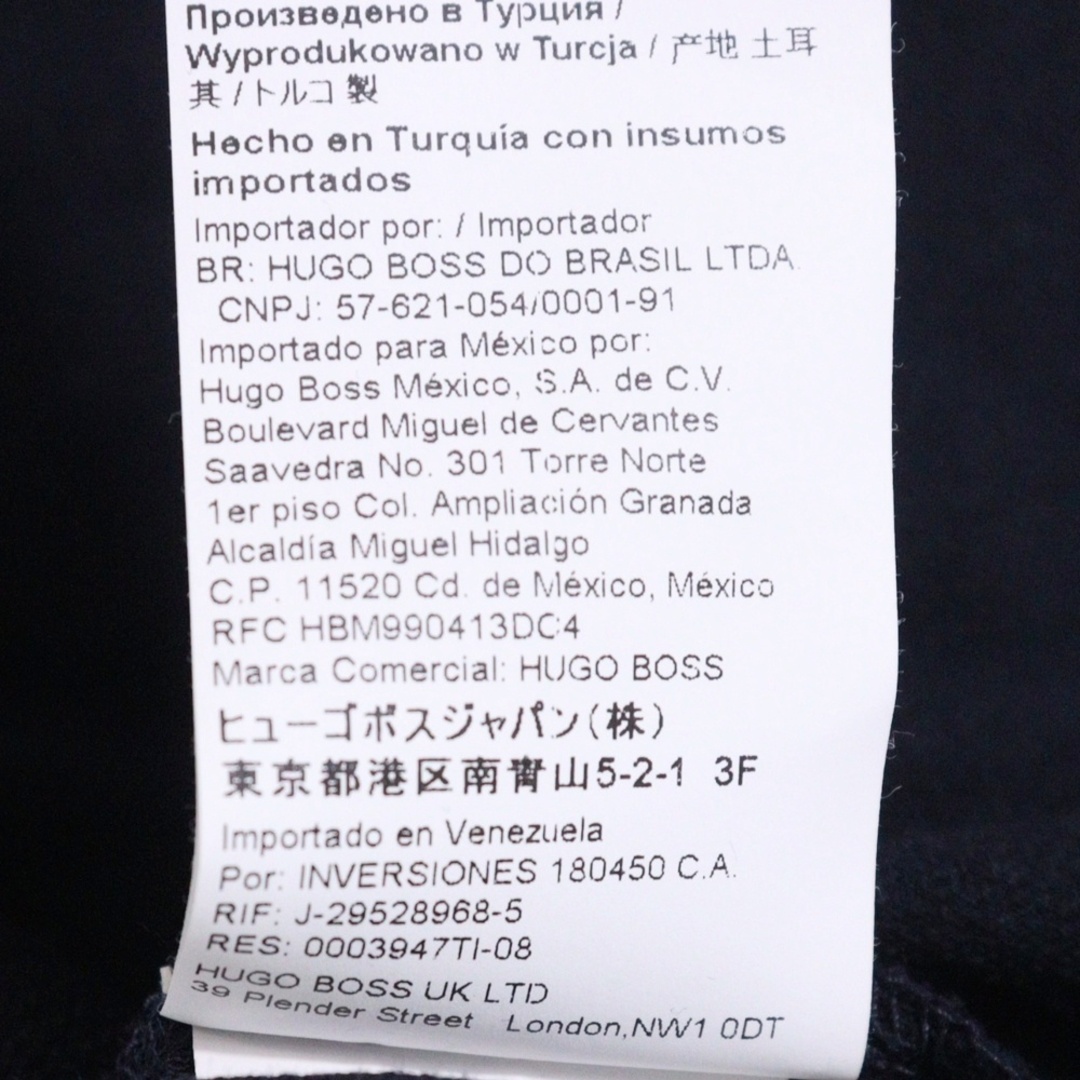 Произведено в Турция /
Wyprodukowano w Turcja / 产地 土耳
其 / トルコ 製
Hecho en Turquía con insumos
importados
Importador por: / Importador
BR: HUGO BOSS DO BRASIL LTDA.
CNPJ: 57-621-054/0001-91
Importado para México por:
Hugo Boss México, S.A. de C.V.
Boulevard Miguel de Cervantes
Saavedra No. 301 Torre Norte
1er piso Col. Ampliación Granada
Alcaldía Miguel Hidalgo
C.P. 11520 Cd. de México, México
RFC HBM990413DC4
Marca Comercial: HUGO BOSS
ヒューゴボスジャパン(株)
東京都港区南青山5-2-1 3F
Importado en Venezuela
Por: INVERSIONES 180450 C.A.
RIF: J-29528968-5
RES: 0003947TI-08
HUGO BOSS UK LTD
39 Plender Street London,NW1 0DT